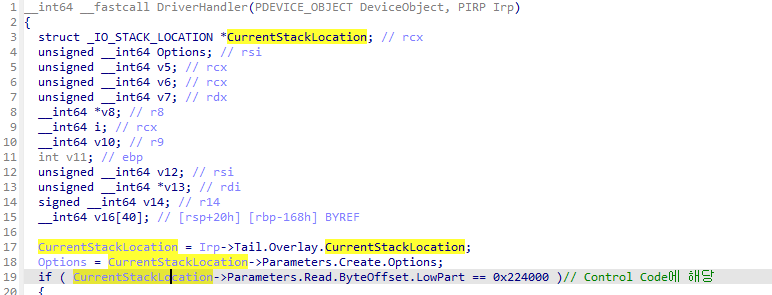 1 __int64 __fastcall DriverHandler(PDEVICE_OBJECT DeviceObject, PIRP Irp)
2 {
3 struct _IO_STACK_LOCATION *CurrentStackLocation; // rcx
4 unsigned __int64 Options; // rsi
5 unsigned __int64 v5; // rcx
6 unsigned __int64 v6; // rcx
7 unsigned __int64 v7; // rdx
8 __int64 *v8; // r8
9 __int64 i; // rcx
10 __int64 v10; // r9
11 int v11; // ebp
12 unsigned __int64 v12; // rsi
13 unsigned __int64 *v13; // rdi
14 signed __int64 v14; // r14
15 __int64 v16[40]; // [rsp+20h] [rbp-168h] BYREF
16
17 CurrentStackLocation = Irp->Tail.Overlay.CurrentStackLocation;
18 Options = CurrentStackLocation->Parameters.Create.Options;
19 if ( CurrentStackLocation->Parameters.Read.ByteOffset.LowPart == 0x224000 )// Control Code에 해당
20 {